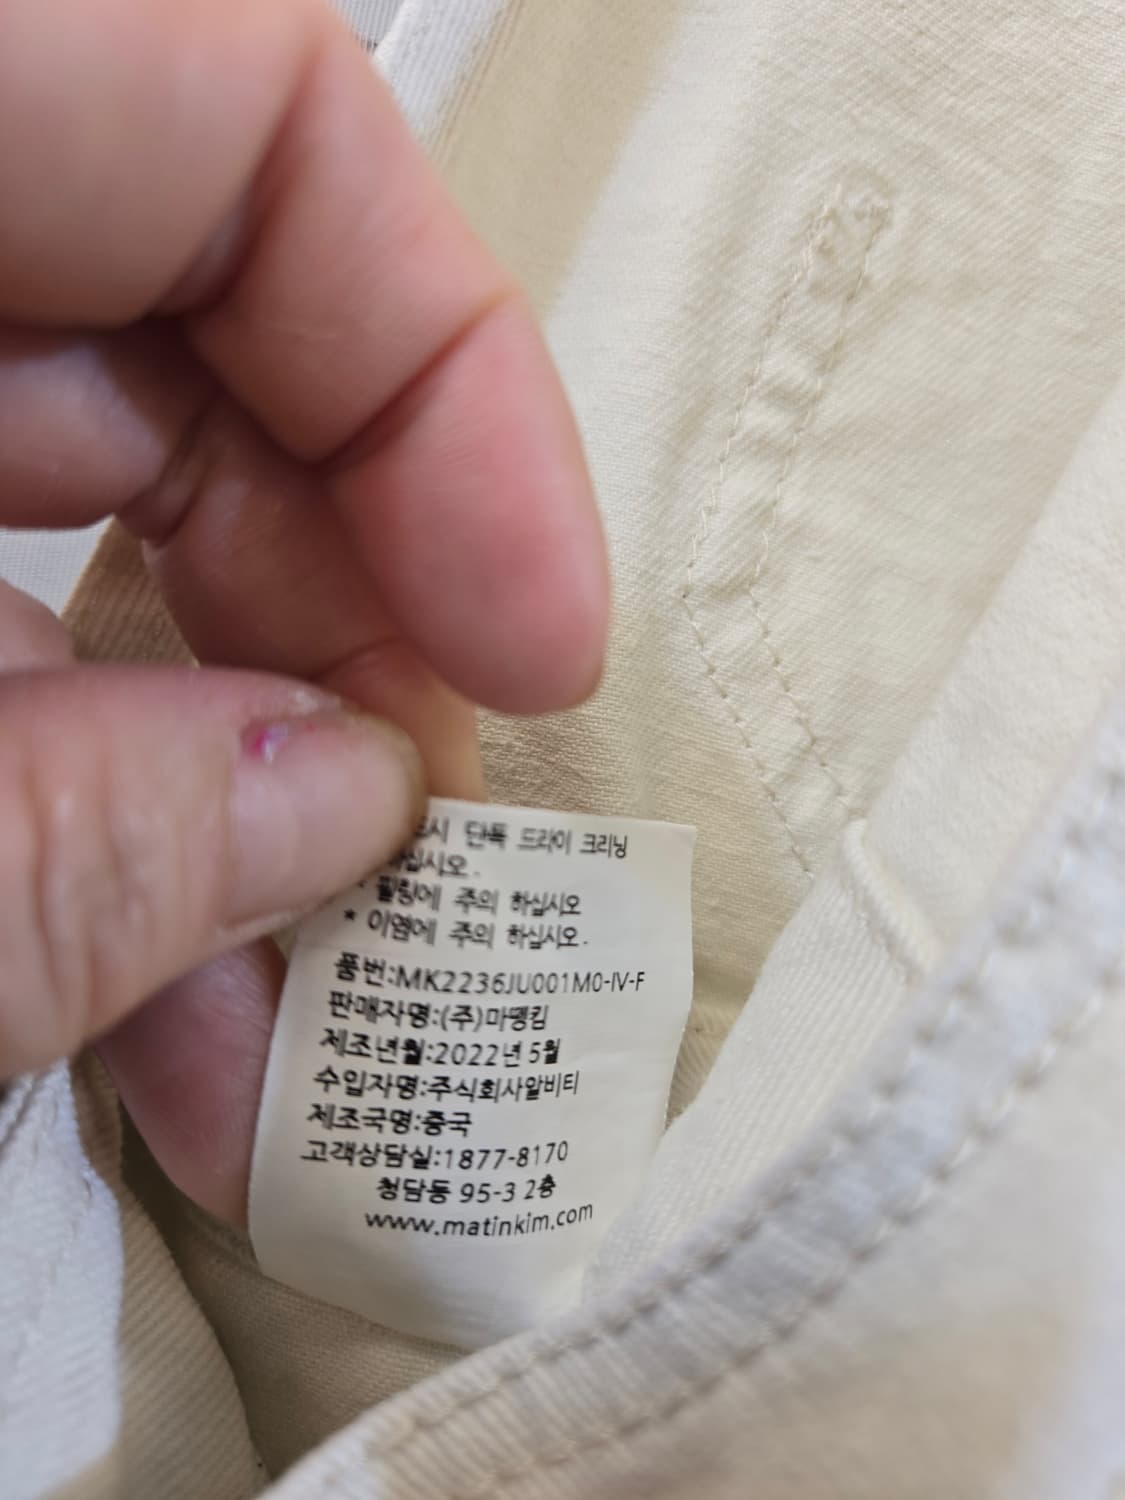 단독 드라이 크리닝
하십시오.
* 필링에 주의 하십시오
* 이염에 주의 하십시오.
품번:MK2236JU001M0-IV-F
판매자명:(주)마뗑킴
제조년월:2022년 5월
수입자명:주식회사알비티
제조국명:중국
고객상담실:1877-8170
청담동 95-3 2층
www.matinkim.com